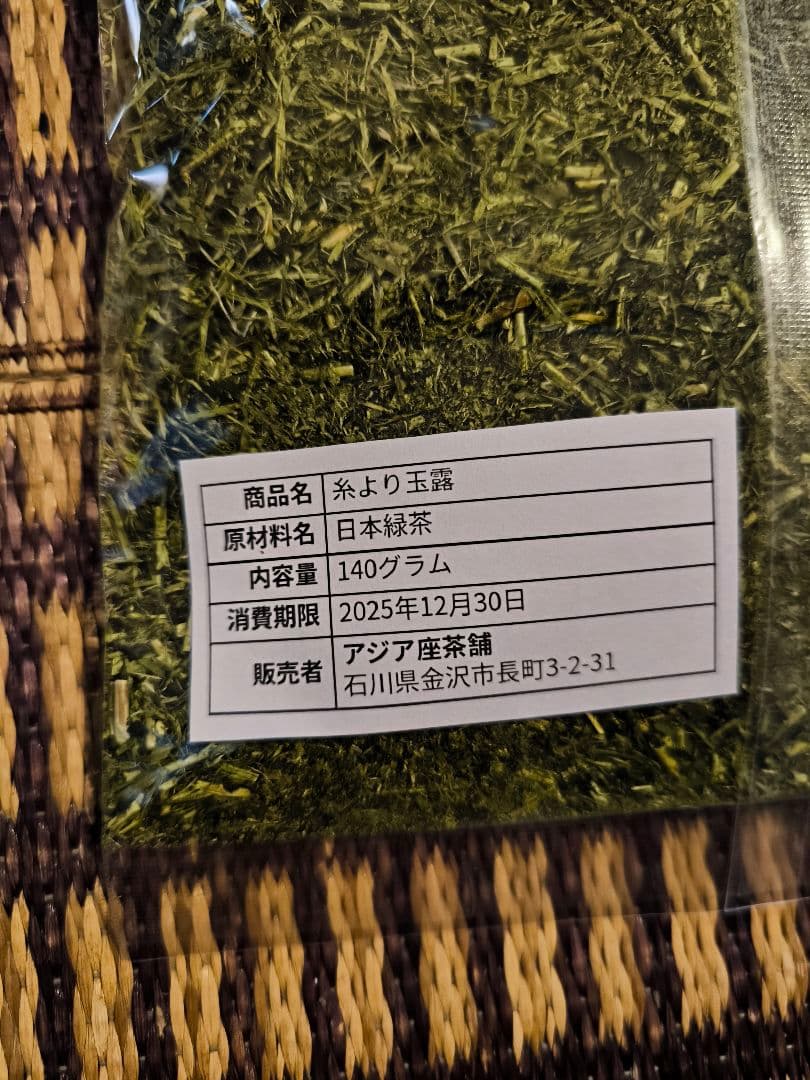 商品名 糸より玉露
原材料名 日本緑茶
内容量 140グラム
消費期限 2025年12月30日
販売者 アジア座茶舗
石川県金沢市長町3-2-31